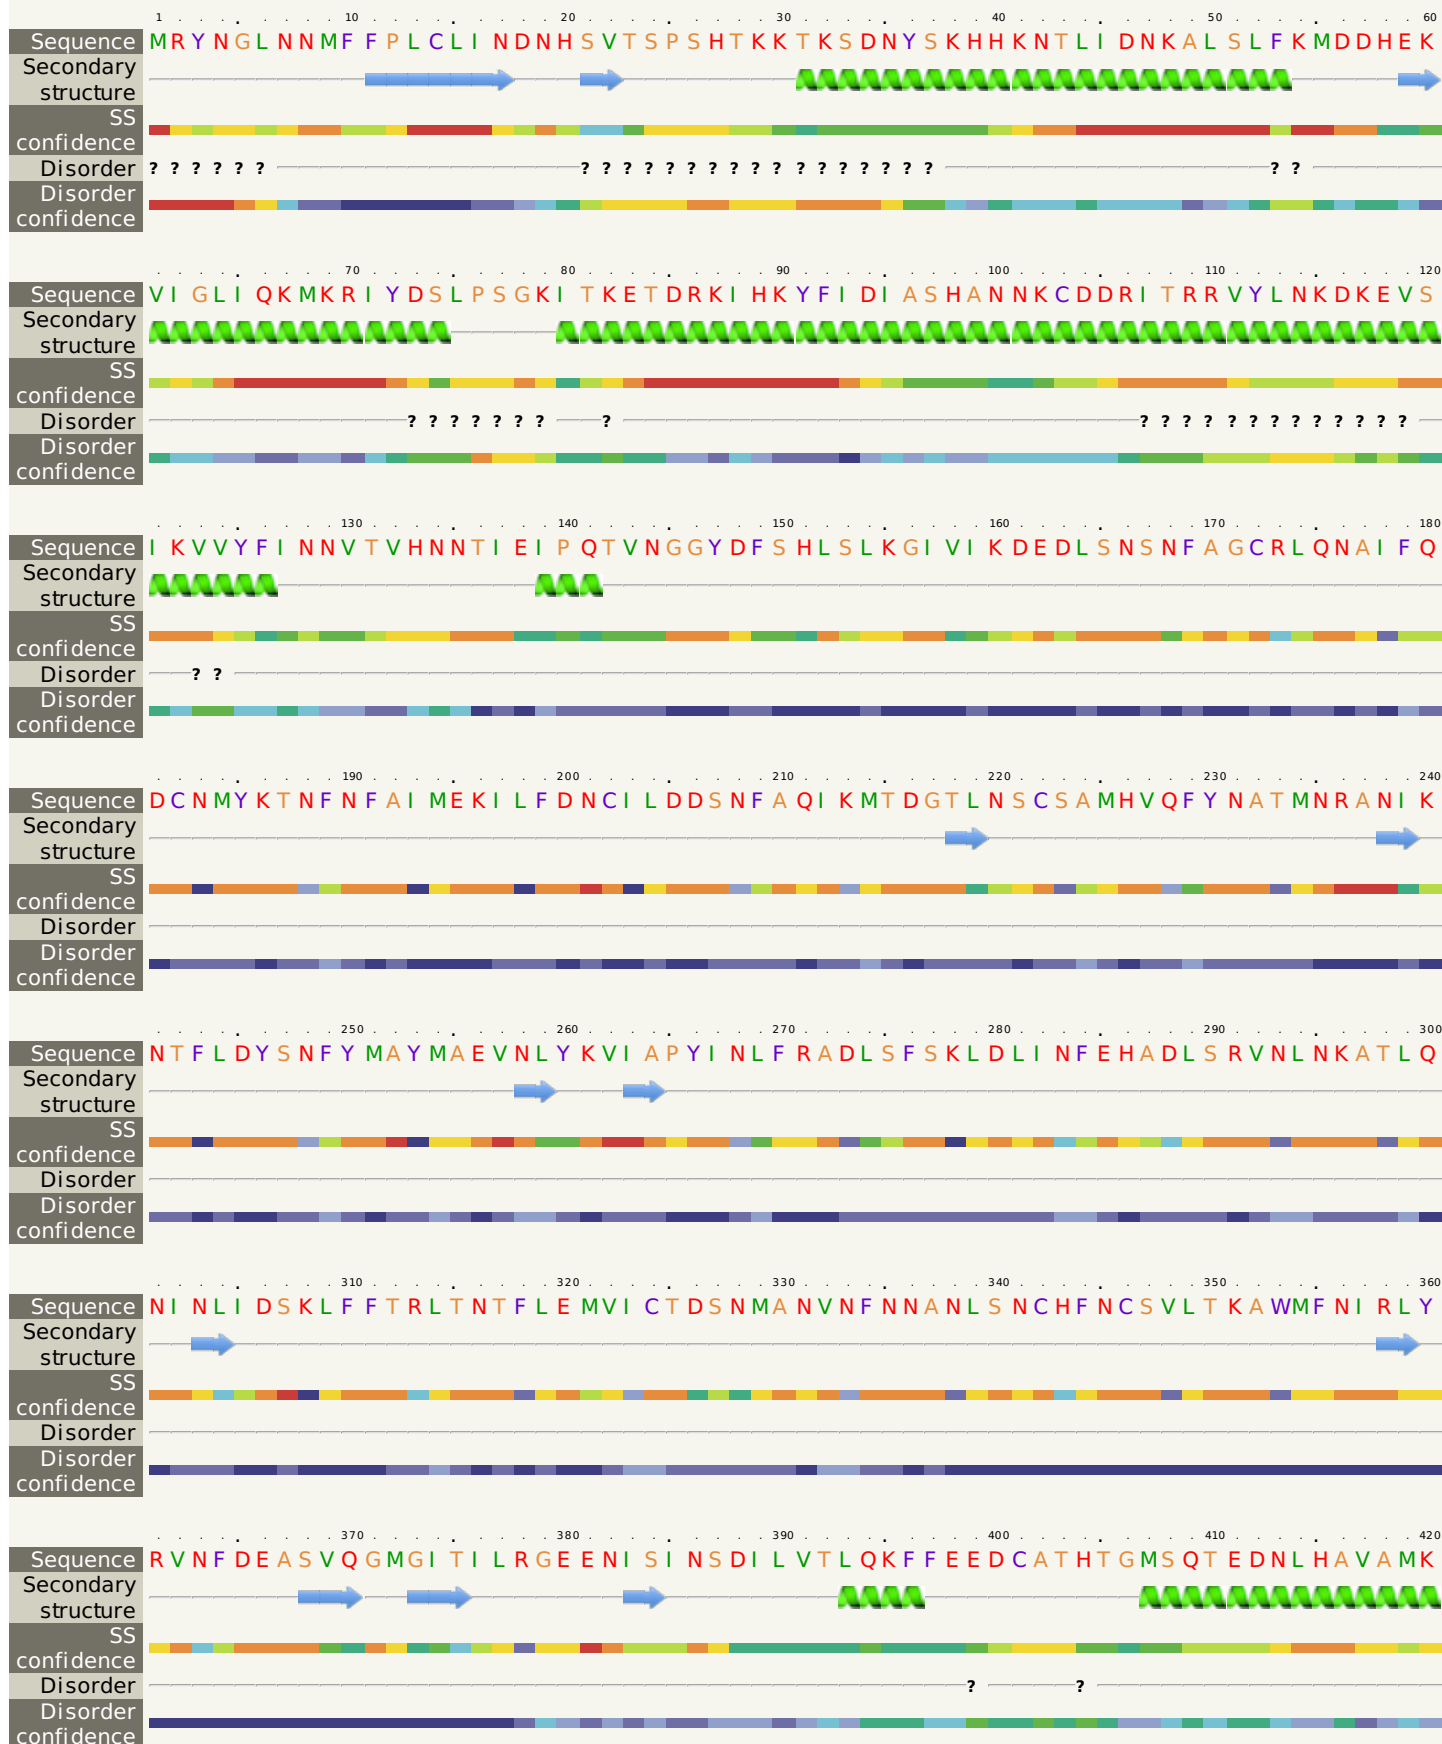 1 . . . . . . . . 10 . . . . . . . . . 20 . . . . . . . . . 30 . . . . . . . . . 40 . . . . . . . . . 50 . . . . . . . . . 60
Sequence MRYNGLNNMFFPLCLINDNHSVTSPSHTKKTKSDNYSKHHKNTLIDNKALSLFKMDDHEK
Secondary
structure
SS
confidence
Disorder ? ? ? ? ? ? ? ? ? ? ? ? ? ? ? ? ? ? ? ? ? ? ? ? ?
Disorder
confidence
. . . . . . . . . 70 . . . . . . . . . 80 . . . . . . . . . 90 . . . . . . . . . 100 . . . . . . . . . 110 . . . . . . . . . 120
Sequence VIGLIQKMKRIYDSLPSGKITKETDRKIHKYFIDIASHANNKCDDRITRRVYLNKDKEVS
Secondary
structure
SS
confidence
Disorder ? ? ? ? ? ? ? ? ? ? ? ? ? ? ? ? ? ? ? ? ?
Disorder
confidence
. . . . . . . . . 130 . . . . . . . . . 140 . . . . . . . . . 150 . . . . . . . . . 160 . . . . . . . . . 170 . . . . . . . . . 180
Sequence IKVVYFINNVTVHNNTIEIPQTVNGGYDFSHLSLKGIVIKDEDLSNSNFAGCRLQNAIFQ
Secondary
structure
SS
confidence
Disorder ? ?
Disorder
confidence
. . . . . . . . . 190 . . . . . . . . . 200 . . . . . . . . . 210 . . . . . . . . . 220 . . . . . . . . . 230 . . . . . . . . . 240
Sequence DCNMYKTNFNFAIMEKILFDNCILDDSNFAQIKMTDGTLNSCSAMHVQFYNATMNRANIK
Secondary
structure
SS
confidence
Disorder
Disorder
confidence
. . . . . . . . . 250 . . . . . . . . . 260 . . . . . . . . . 270 . . . . . . . . . 280 . . . . . . . . . 290 . . . . . . . . . 300
Sequence NTFLDYSNFYMAYMAEVNLYKVIAPYINLFRADLSFSKLDLINFEHADLSRVNLNKATLQ
Secondary
structure
SS
confidence
Disorder
Disorder
confidence
. . . . . . . . . 310 . . . . . . . . . 320 . . . . . . . . . 330 . . . . . . . . . 340 . . . . . . . . . 350 . . . . . . . . . 360
Sequence NINLIDSKLFFTRLTNTFLEMVICTDSNMANVNFNNANLSNCHFNCSVLTKAWMFNIRLY
Secondary
structure
SS
confidence
Disorder
Disorder
confidence
. . . . . . . . . 370 . . . . . . . . . 380 . . . . . . . . . 390 . . . . . . . . . 400 . . . . . . . . . 410 . . . . . . . . . 420
Sequence RVNFDEASVQGMGITILRGEENISINSDILVTLQKFFEEDCATHTGMSQTEDNLHAVAMK
Secondary
structure
SS
confidence
Disorder ? ?
Disorder
confidence